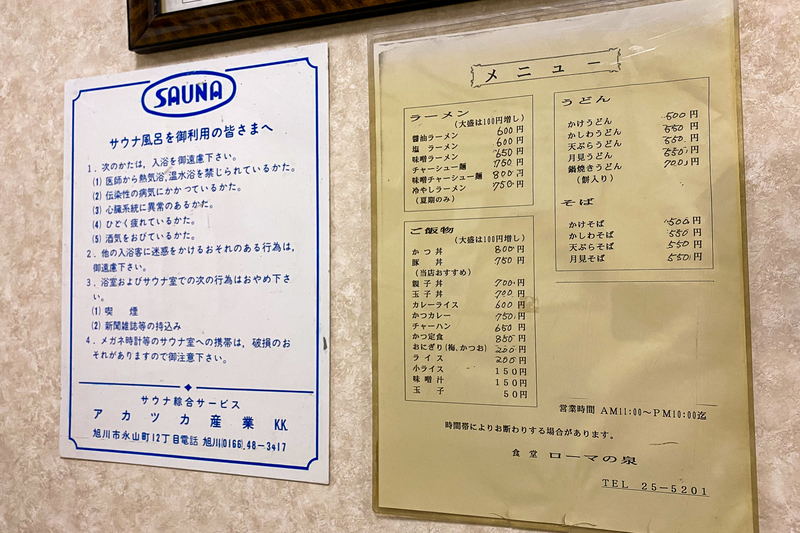 SAUNA
サウナ風呂を御利用の皆さまへ
1．次のかたは、入浴を御遠慮下さい。
(1) 医師から熱気浴、温水浴を禁じられているかた。
(2) 伝染性の病気にかかつているかた。
(3) 心臓系統に異常のあるかた。
(4) ひどく疲れているかた。
(5) 酒気をおびているかた。
2．他の入浴客に迷惑をかけるおそれのある行為は、
御遠慮下さい。
3．浴室およびサウナ室での次の行為はおやめ下さ
い。
(1) 喫　煙
(2) 新聞雑誌等の持込み
4．メガネ時計等のサウナ室への携帯は、破損のお
それがありますので御注意下さい。
サウナ綜合サービス
アカツカ産業 KK
旭川市永山町12丁目電話 旭川(0166).48-3417
メニュー
ラーメン
(大盛は100円増し)
醤油ラーメン 600円
塩 ラーメン 600円
味噌ラーメン 650円
チャーシュー麺 750円
味噌チャーシュー麺 800円
冷やしラーメン 750円
(夏期のみ)
ご飯物
(大盛は100円増し)
かつ丼 800円
豚 丼 750円
(当店おすすめ)
親子丼 700円
玉子丼 700円
カレーライス 600円
かつカレー 750円
チャーハン 650円
かつ定食 850円
おにぎり(梅、かつお) 200円
ライス 200円
小ライス 150円
味噌汁 150円
玉 子 50円
うどん
かけうどん 500円
かしわうどん 550円
天ぷらうどん 550円
月見うどん 550円
鍋焼きうどん 700円
(餅入り)
そば
かけそば 500円
かしわそば 550円
天ぷらそば 550円
月見そば 550円
営業時間 AM11:00～PM10:00迄
時間帯によりお断わりする場合があります。
食堂 ローマの泉
TEL 25-5201